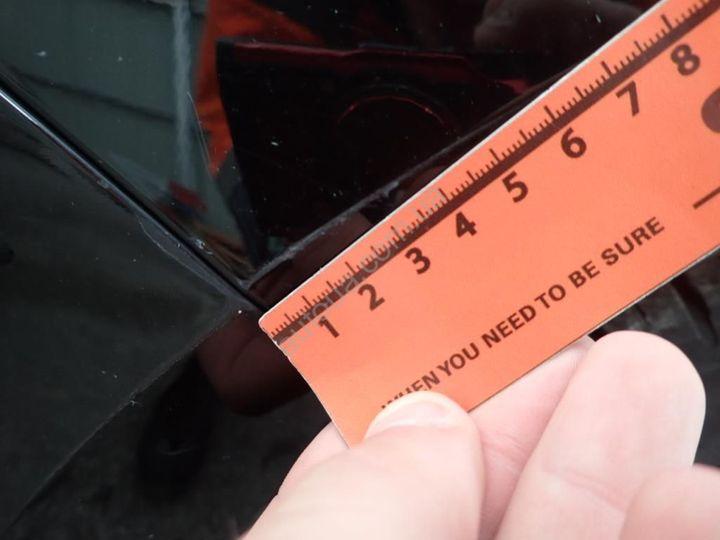 1 2 3 4 5 6 7 8
WHEN YOU NEED TO BE SURE